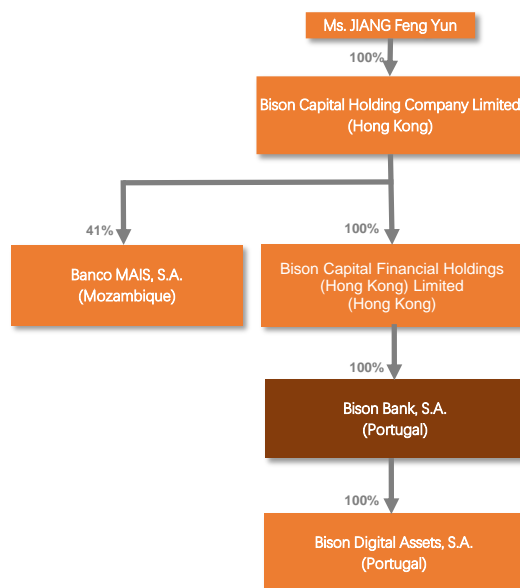 Ms. JIANG Feng Yun
100%
Bison Capital Holding Company Limited
(Hong Kong)
41%
100%
Banco MAIS, S.A.
(Mozambique)
Bison Capital Financial Holdings
(Hong Kong) Limited
(Hong Kong)
100%
Bison Bank, S.A.
(Portugal)
100%
Bison Digital Assets, S.A.
(Portugal)